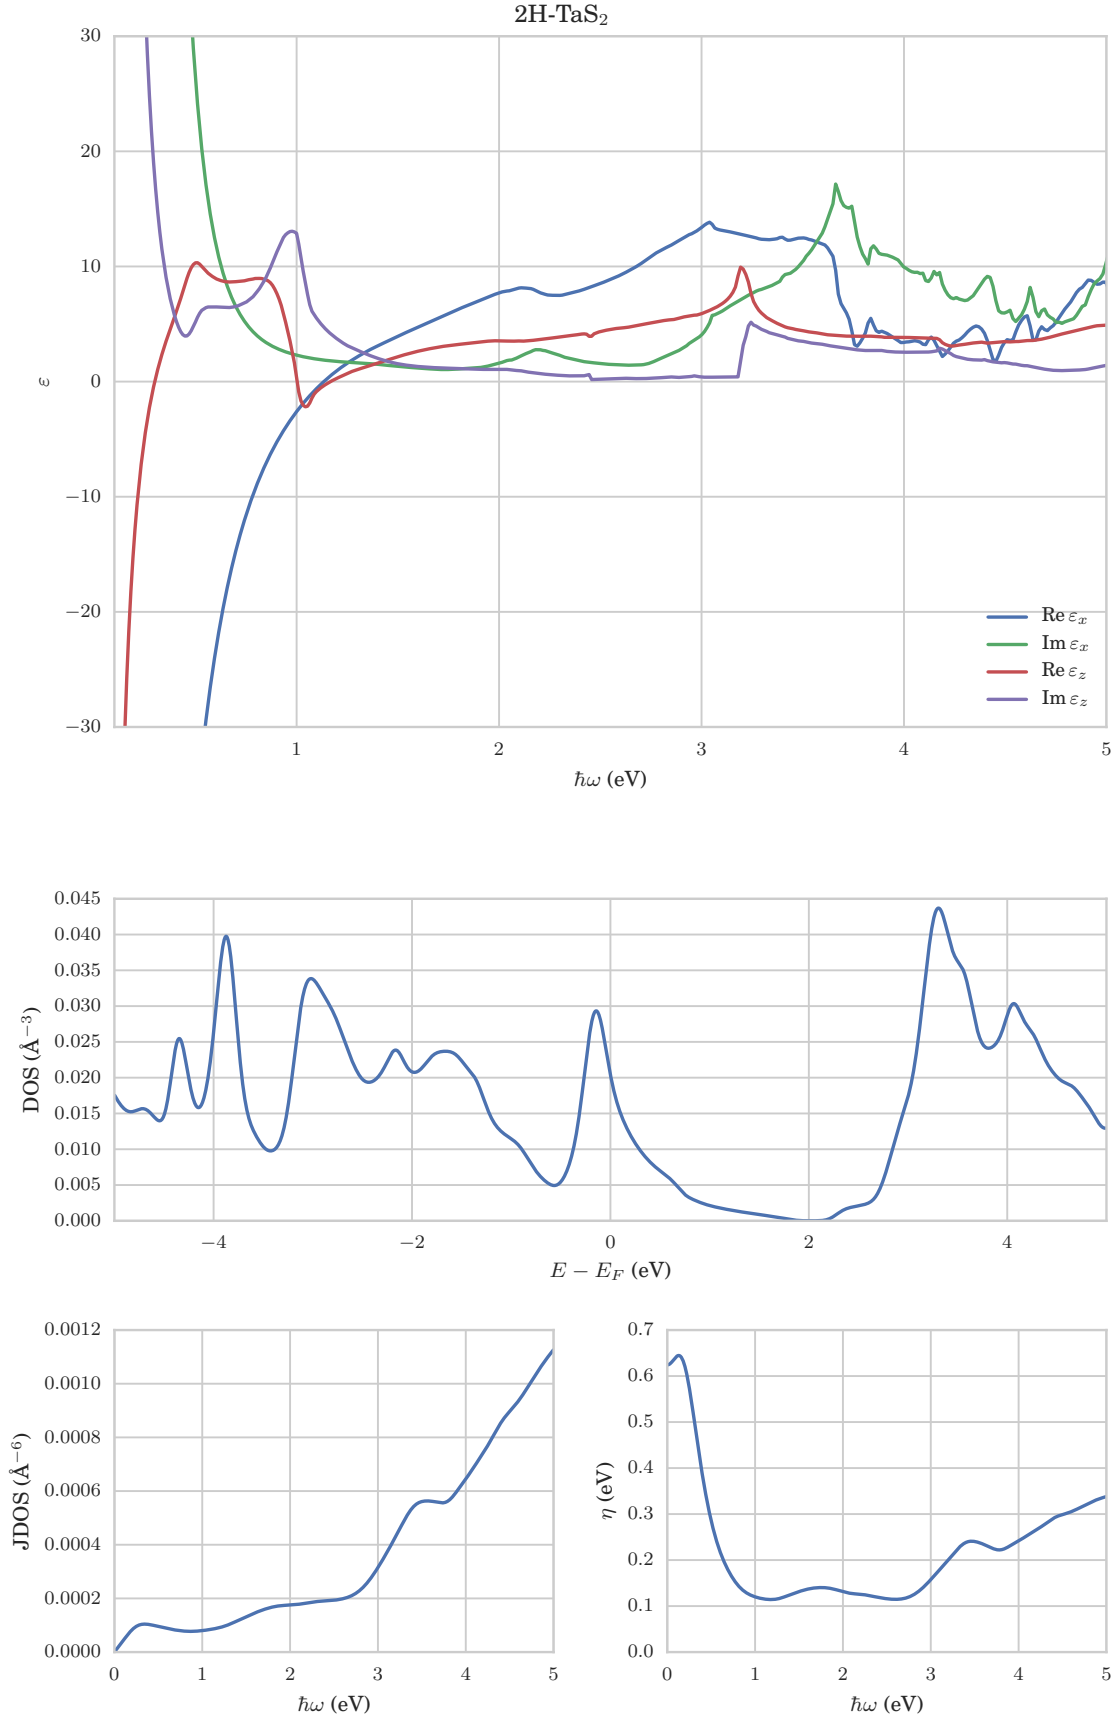 2H-TaS₂
30
20
10
0
−10
−20
−30
ε
1 2 3 4 5
ħω (eV)
Re εₓ
Im εₓ
Re ε_z
Im ε_z
0.045
0.040
0.035
0.030
0.025
0.020
0.015
0.010
0.005
0.000
DOS (Å⁻³)
−4 −2 0 2 4
E − E_F (eV)
0.0012
0.0010
0.0008
0.0006
0.0004
0.0002
0.0000
JDOS (Å⁻⁶)
0 1 2 3 4 5
ħω (eV)
0.7
0.6
0.5
0.4
0.3
0.2
0.1
0.0
η (eV)
0 1 2 3 4 5
ħω (eV)